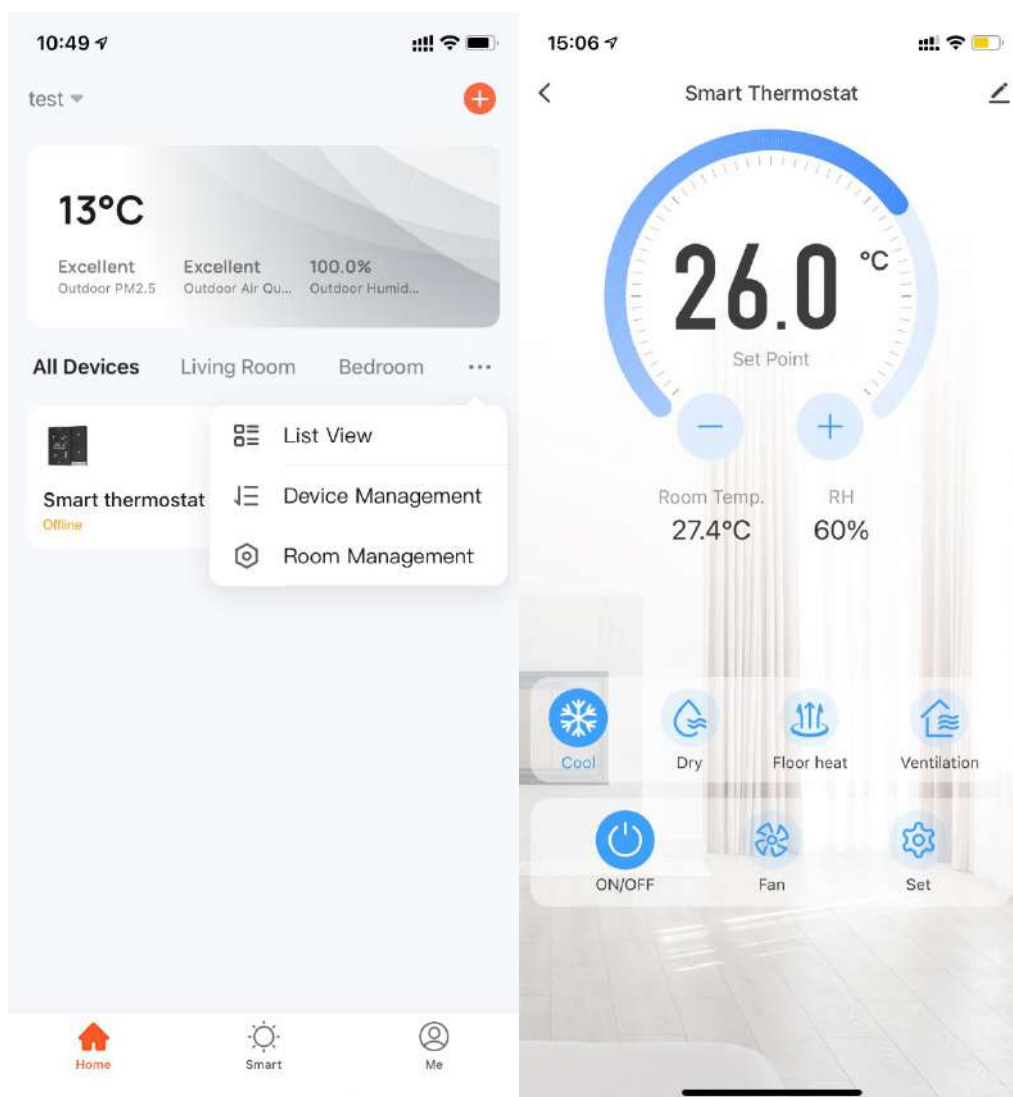 10:49
test
13°C
Excellent Excellent 100.0%
Outdoor PM2.5 Outdoor Air Qu... Outdoor Humid...
All Devices Living Room Bedroom ...
List View
Smart thermostat
Offline
Device Management
Room Management
Home Smart Me
15:06
Smart Thermostat
26.0 °C
Set Point
Room Temp. RH
27.4°C 60%
Cool Dry Floor heat Ventilation
ON/OFF Fan Set